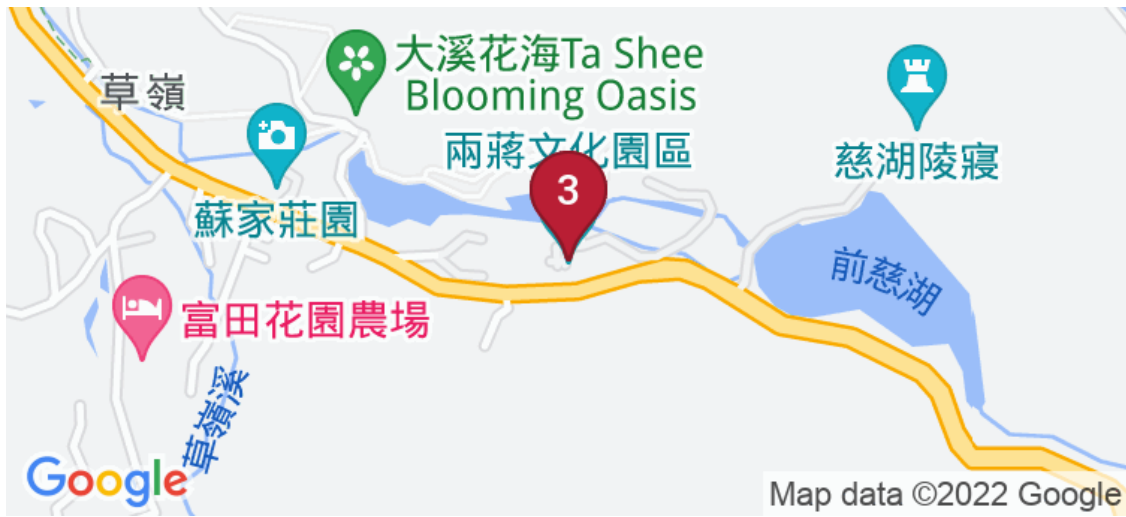 大溪花海Ta Shee
Blooming Oasis
草嶺
兩蔣文化園區
慈湖陵寢
3
蘇家莊園
前慈湖
富田花園農場
草嶺溪
Google
Map data ©2022 Google